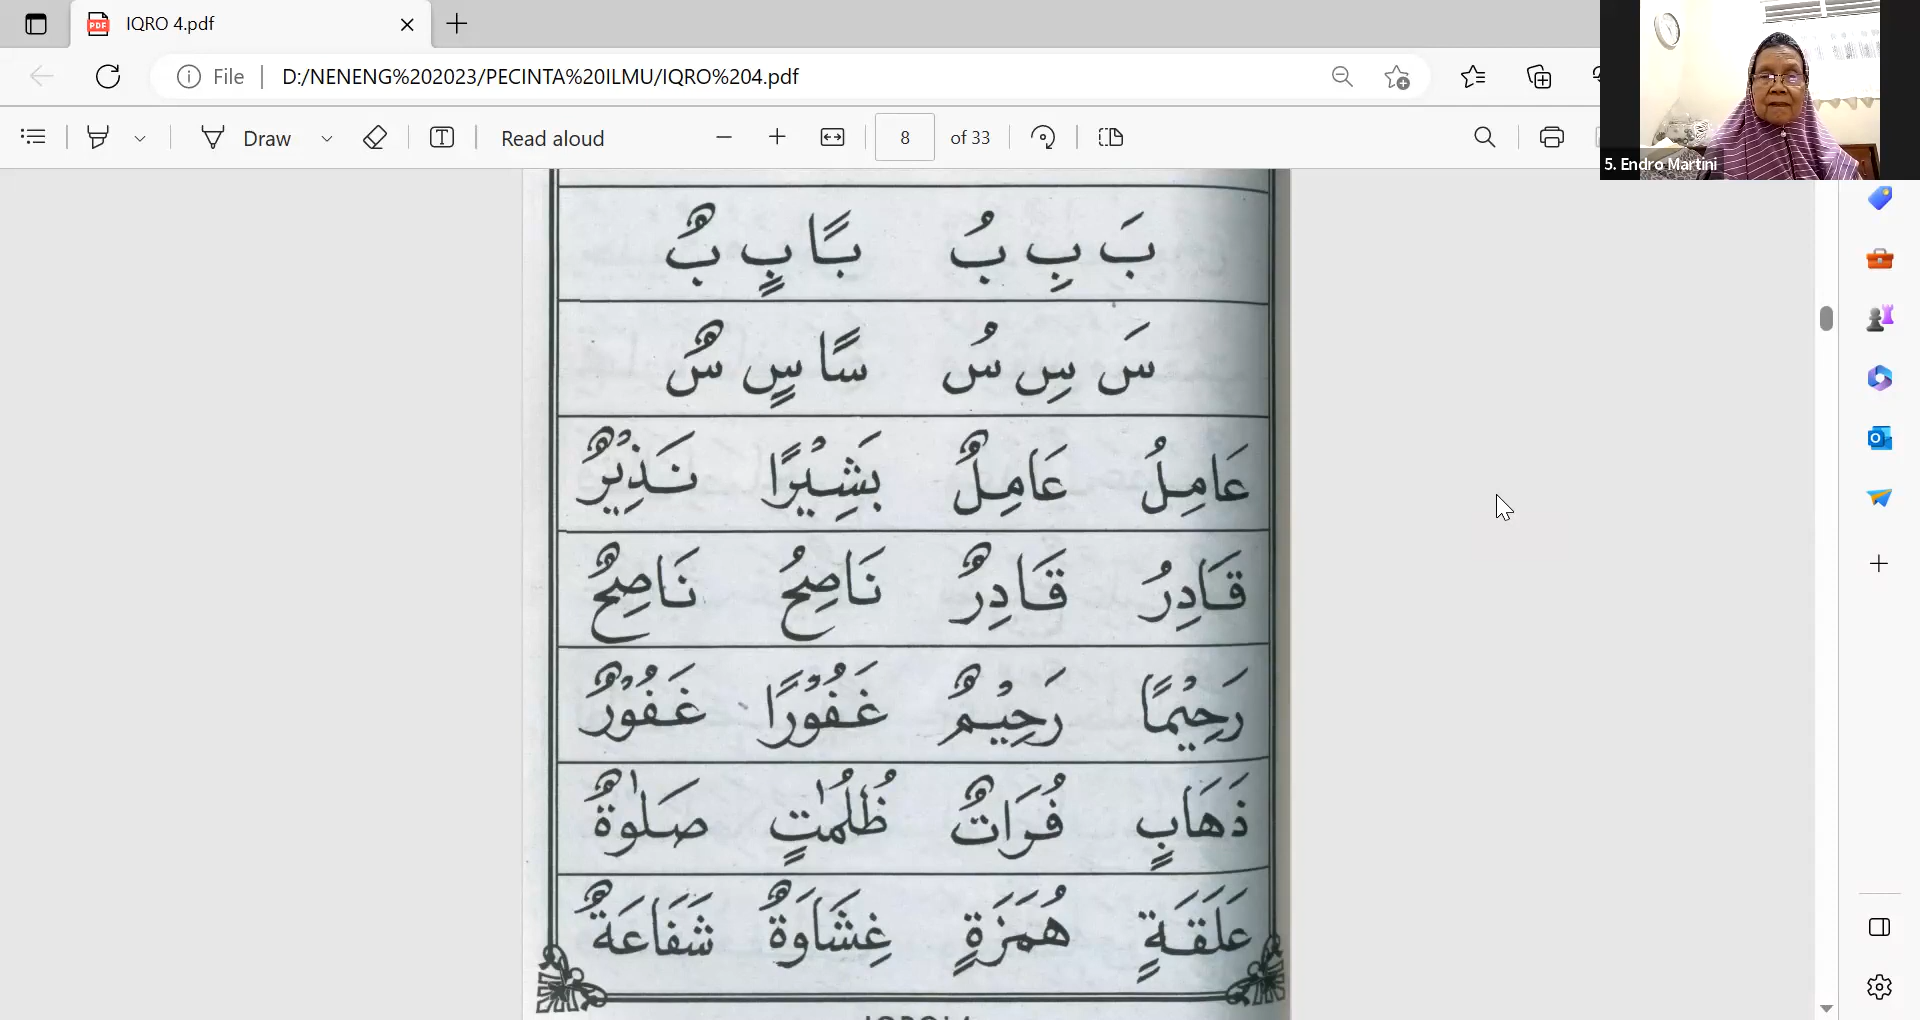 IQRO 4.pdf
File D:/NENENG%202023/PECINTA%20ILMU/IQRO%204.pdf
Draw Read aloud 8 of 33
5. Endro Martini
بَ بِ بُ بًا بٍ بٌ
سَ سِ سُ سًا سٍ سٌ
عَامِلُ عَامِلٌ بَشِيْرًا نَذِيْرٌ
قَادِرُ قَادِرٌ نَاصِحُ نَاصِحٌ
رَحِيْمًا رَحِيْمٌ غَفُوْرًا غَفُوْرٌ
ذَهَابٍ فُرَاتٌ ظُلُمٰتٍ صَلٰوةٌ
عَلَقَةٍ هُمَزَةٍ غِشَاوَةٌ شَفَاعَةٌ